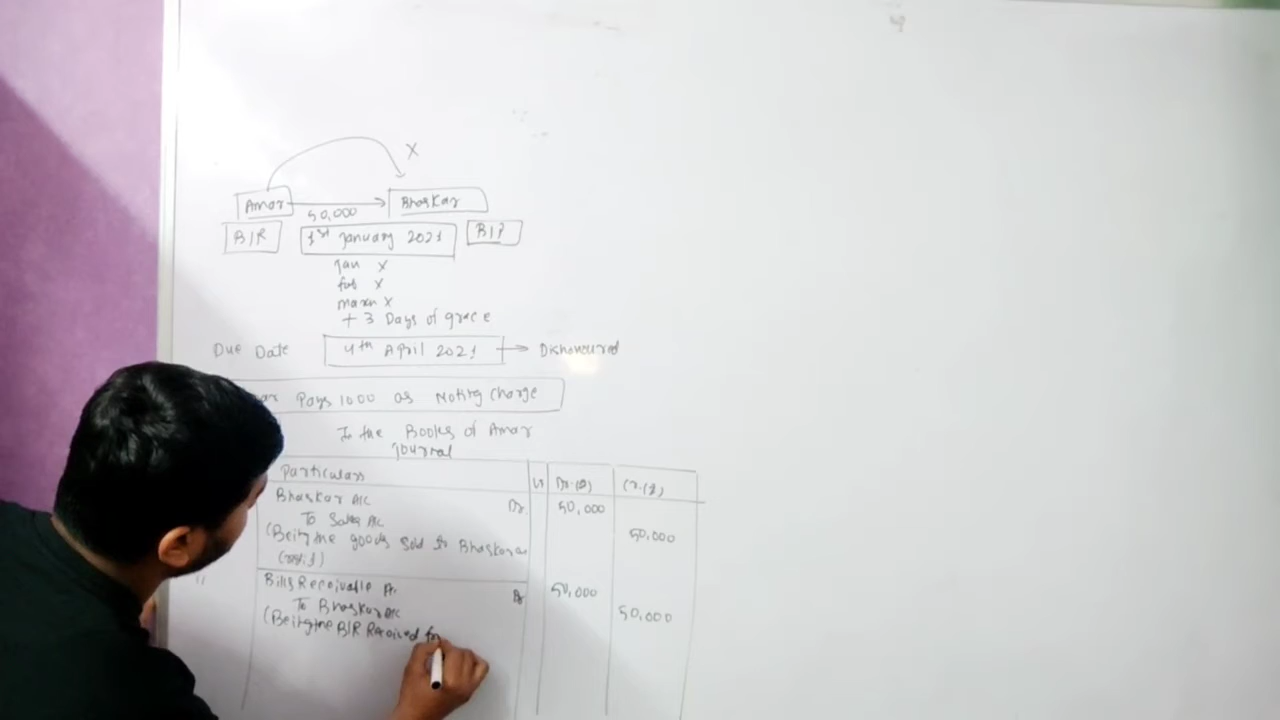 X
Amar
Bhaskar
50,000
B/R
1st January 2021
B/P
Jan X
feb X
March X
+ 3 Days of grace
Due Date 4th April 2021 → Dishonoured
Pays 1000 as Noting Charge
In the Books of Amar
Journal
Particulars Dr.(₹) Cr.(₹)
Bhaskar A/c Dr. 50,000
To Sales A/c 50,000
(Being the goods sold to Bhaskar on
Bills Receivable A/c Dr 50,000
To Bhaskar A/c 50,000
(Being the B/R Received